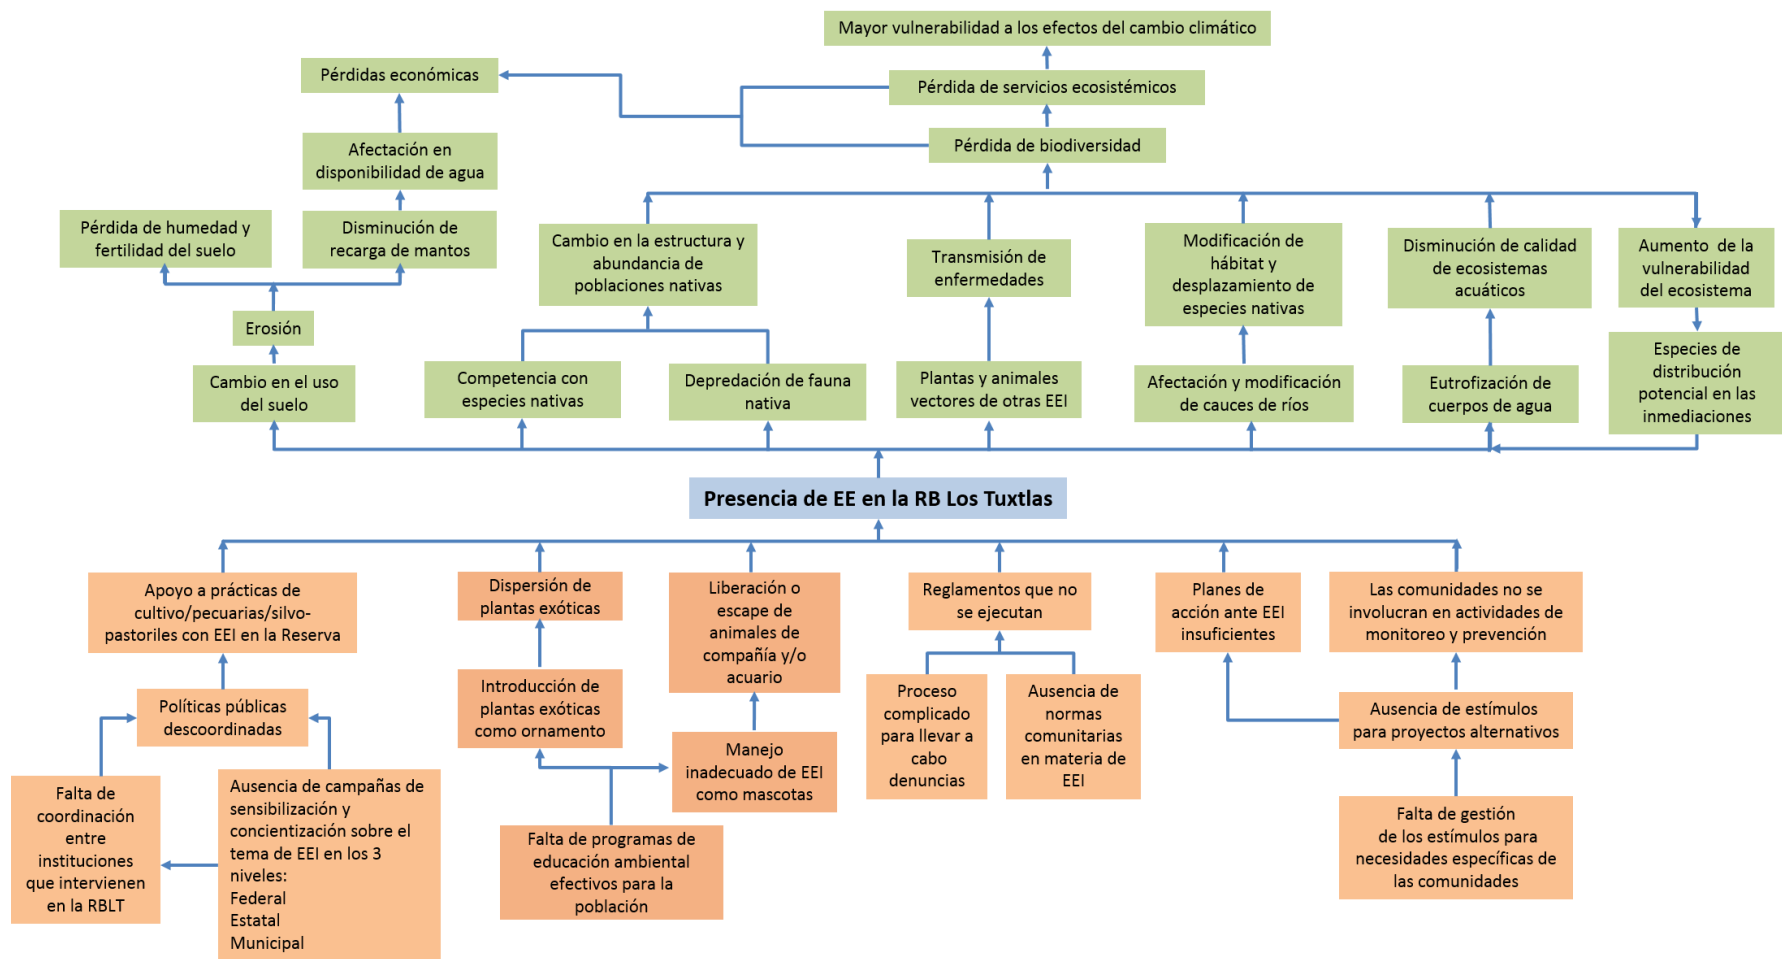 Mayor vulnerabilidad a los efectos del cambio climático
Pérdidas económicas
Pérdida de servicios ecosistémicos
Pérdida de biodiversidad
Afectación en
disponibilidad de agua
Pérdida de humedad y
fertilidad del suelo
Disminución de
recarga de mantos
Cambio en la estructura y
abundancia de
poblaciones nativas
Transmisión de
enfermedades
Modificación de
hábitat y
desplazamiento de
especies nativas
Disminución de calidad
de ecosistemas
acuáticos
Aumento de la
vulnerabilidad
del ecosistema
Erosión
Cambio en el uso
del suelo
Competencia con
especies nativas
Depredación de fauna
nativa
Plantas y animales
vectores de otras EEI
Afectación y modificación
de cauces de ríos
Eutrofización de
cuerpos de agua
Especies de
distribución
potencial en las
inmediaciones
Presencia de EE en la RB Los Tuxtlas
Apoyo a prácticas de
cultivo/pecuarias/silvo-
pastoriles con EEI en la Reserva
Dispersión de
plantas exóticas
Liberación o
escape de
animales de
compañía y/o
acuario
Reglamentos que no
se ejecutan
Planes de
acción ante EEI
insuficientes
Las comunidades no se
involucran en actividades de
monitoreo y prevención
Políticas públicas
descoordinadas
Introducción de
plantas exóticas
como ornamento
Manejo
inadecuado de EEI
como mascotas
Proceso
complicado
para llevar a
cabo
denuncias
Ausencia de
normas
comunitarias
en materia de
EEI
Ausencia de estímulos
para proyectos alternativos
Falta de
coordinación
entre
instituciones
que intervienen
en la RBLT
Ausencia de campañas de
sensibilización y
concientización sobre el
tema de EEI en los 3
niveles:
Federal
Estatal
Municipal
Falta de programas de
educación ambiental
efectivos para la
población
Falta de gestión
de los estímulos para
necesidades específicas de
las comunidades